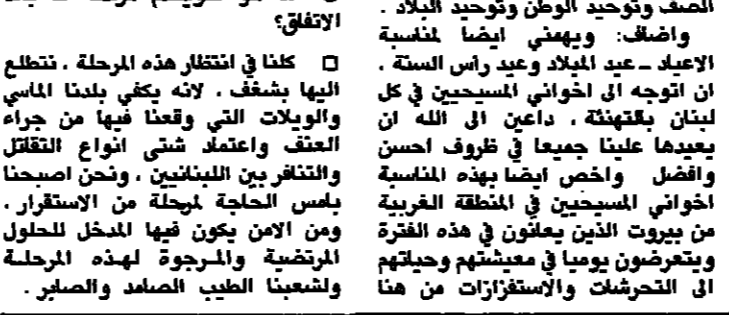 الصف وتوحيد الوطن وتوحيد البلاد .
واضاف: ويهمني ايضا لمناسبة
الاعياد ـ عيد الميلاد وعيد راس السنة ،
ان اتوجه الى اخواني المسيحيين في كل
لبنان بالتهنئة ، داعين الى الله ان
يعيدها علينا جميعا في ظروف احسن
وافضل واخص ايضا بهذه المناسبة
اخواني المسيحيين في المنطقة الغربية
من بيروت الذين يعانون في هذه الفترة
ويتعرضون يوميا في معيشتهم وحياتهم
الى التحرشات والاستفزازات من هنا
الاتفاق؟
□ كلنا في انتظار هذه المرحلة ، نتطلع
اليها بشغف ، لانه يكفي بلدنا الماسي
والويلات التي وقعنا فيها من جراء
العنف واعتماد شتى انواع التقاتل
والتنافر بين اللبنانيين ، ونحن اصبحنا
بامس الحاجة لمرحلة من الاستقرار ،
ومن الامن يكون فيها المدخل للحلول
المرتضية والمرجوة لهذه المرحلة
ولشعبنا الطيب الصامد والصابر .